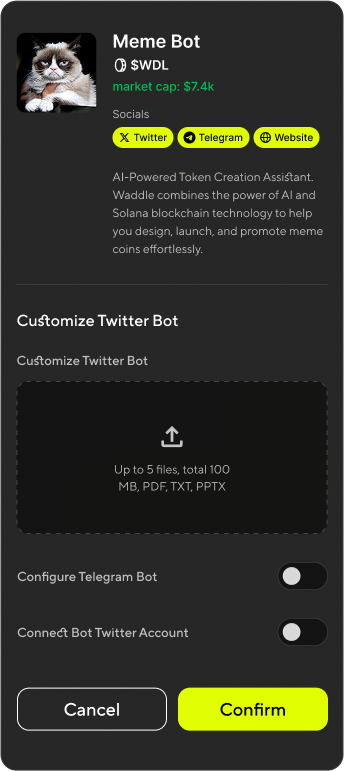 Meme Bot
$WDL
market cap: $7.4k
Socials
Twitter Telegram Website
AI-Powered Token Creation Assistant.
Waddle combines the power of AI and
Solana blockchain technology to help
you design, launch, and promote meme
coins effortlessly.
Customize Twitter Bot
Customize Twitter Bot
Up to 5 files, total 100
MB, PDF, TXT, PPTX
Configure Telegram Bot
Connect Bot Twitter Account
Cancel Confirm